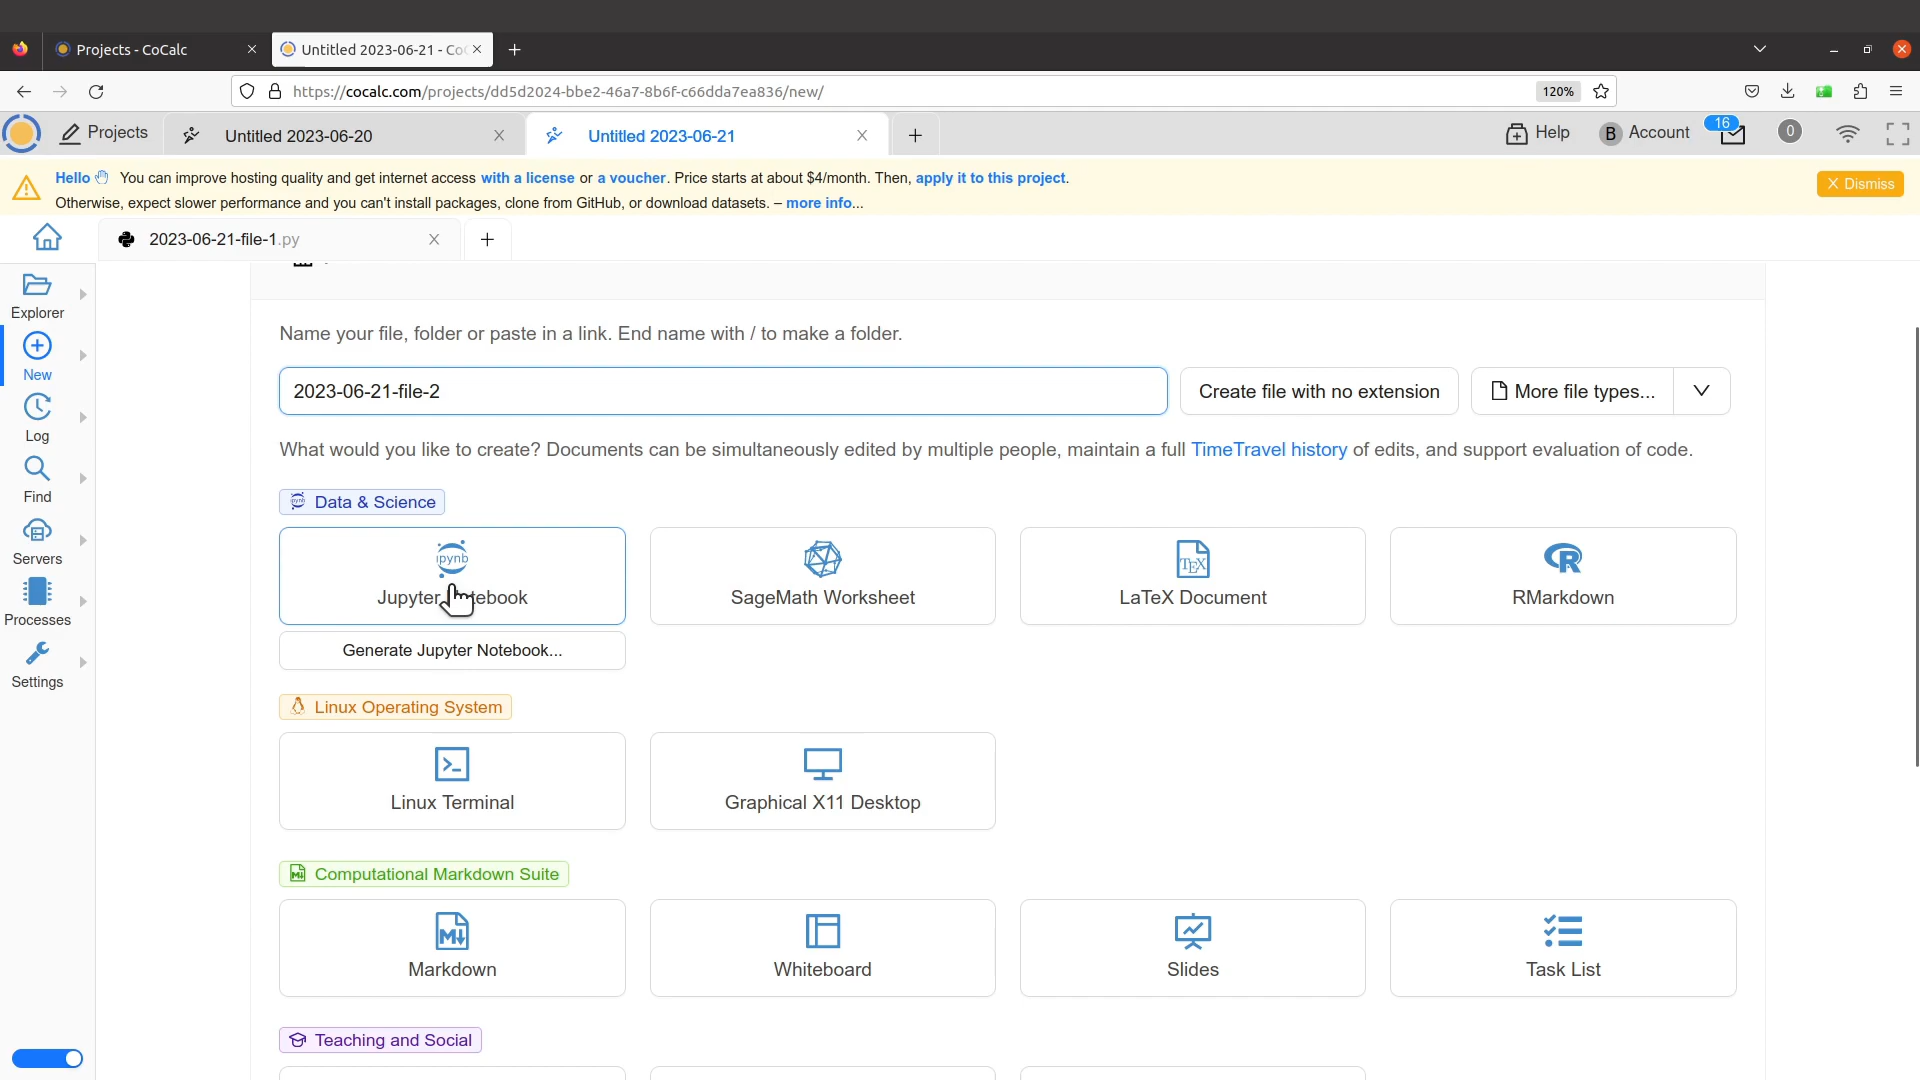 Projects - CoCalc
Untitled 2023-06-21 - Co
https://cocalc.com/projects/dd5d2024-bbe2-46a7-8b6f-c66dda7ea836/new/
120%
Projects
Untitled 2023-06-20
Untitled 2023-06-21
Help
B Account
16
0
Hello You can improve hosting quality and get internet access with a license or a voucher. Price starts at about $4/month. Then, apply it to this project.
Otherwise, expect slower performance and you can't install packages, clone from GitHub, or download datasets. – more info...
Dismiss
2023-06-21-file-1.py
Explorer
New
Log
Find
Servers
Processes
Settings
Name your file, folder or paste in a link. End name with / to make a folder.
2023-06-21-file-2
Create file with no extension
More file types...
What would you like to create? Documents can be simultaneously edited by multiple people, maintain a full TimeTravel history of edits, and support evaluation of code.
Data & Science
ipynb
Jupyter Notebook
SageMath Worksheet
TEX
LaTeX Document
R
RMarkdown
Generate Jupyter Notebook...
Linux Operating System
Linux Terminal
Graphical X11 Desktop
Computational Markdown Suite
M
Markdown
Whiteboard
Slides
Task List
Teaching and Social